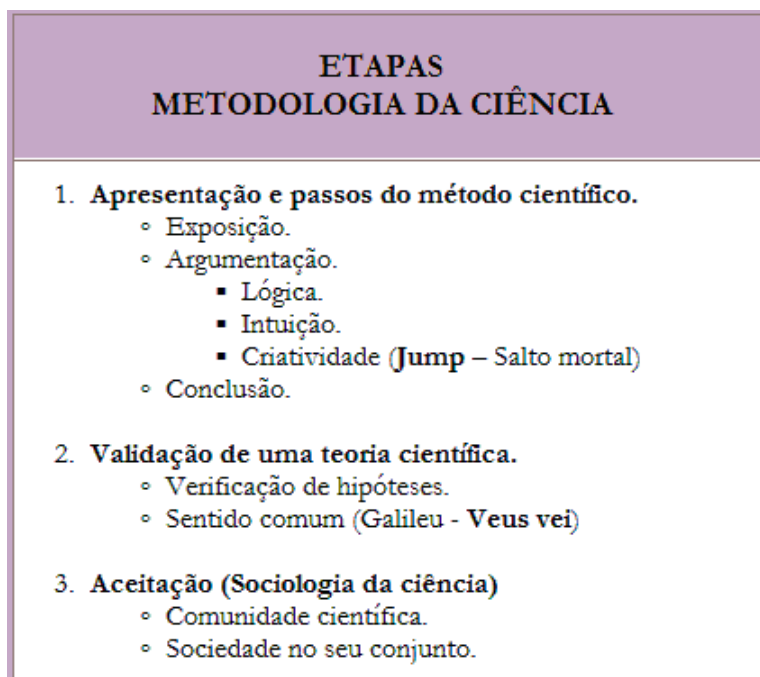 ETAPAS
METODOLOGIA DA CIÊNCIA
1. Apresentação e passos do método científico.
∘ Exposição.
∘ Argumentação.
▪ Lógica.
▪ Intuição.
▪ Criatividade (Jump – Salto mortal)
∘ Conclusão.
2. Validação de uma teoria científica.
∘ Verificação de hipóteses.
∘ Sentido comum (Galileu - Veus vei)
3. Aceitação (Sociologia da ciência)
∘ Comunidade científica.
∘ Sociedade no seu conjunto.